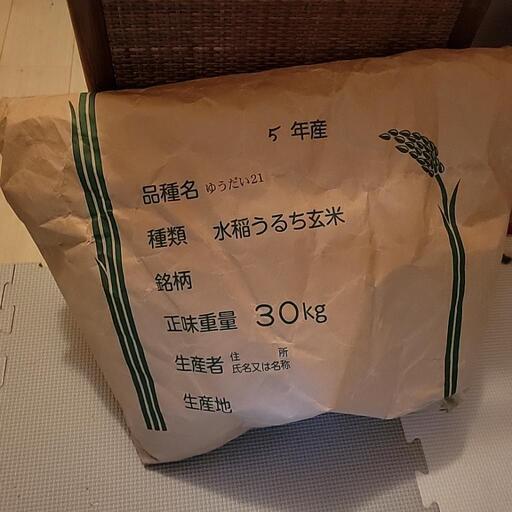 5 年産
品種名 ゆうだい21
種類 水稲うるち玄米
銘柄
正味重量 30kg
生産者 住所
氏名又は名称
生産地